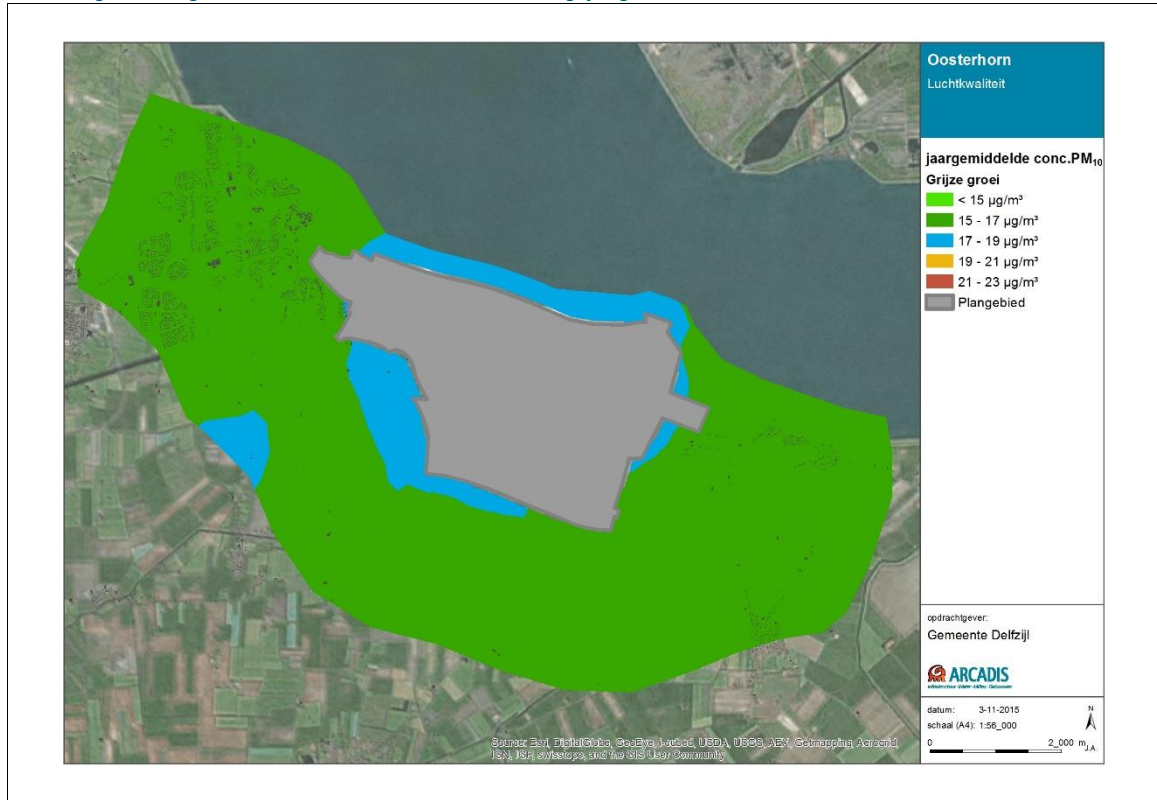 Oosterhorn
Luchtkwaliteit
jaargemiddelde conc.PM10
Grijze groei
< 15 µg/m³
15 - 17 µg/m³
17 - 19 µg/m³
19 - 21 µg/m³
21 - 23 µg/m³
Plangebied
opdrachtgever:
Gemeente Delfzijl
ARCADIS
datum: 3-11-2015
schaal (A4): 1:56_000
N
0 2_000 m
J.A.
Source: Esri, DigitalGlobe, GeoEye, i-cubed, USDA, USGS, AEX, Getmapping, Aerogrid,
IGN, IGP, swisstopo, and the GIS User Community